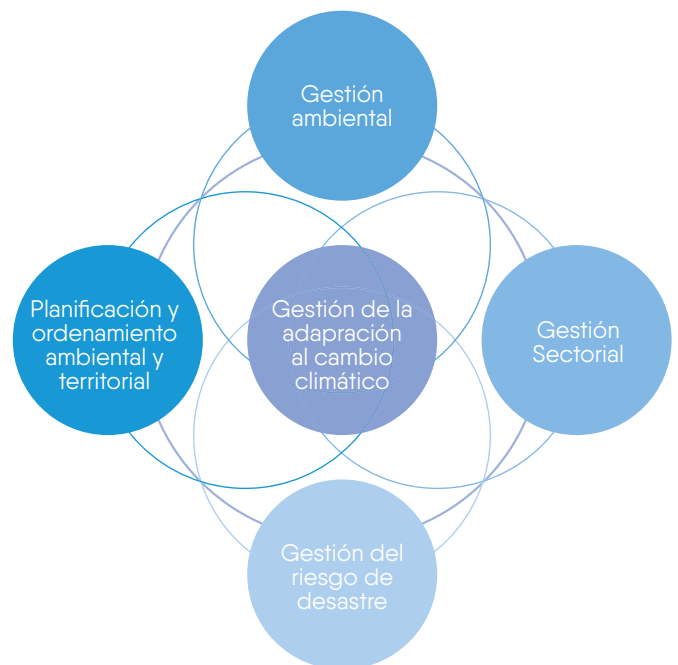 Gestión
ambiental
Planificación y
ordenamiento
ambiental y
territorial
Gestión de la
adapración
al cambio
climático
Gestión
Sectorial
Gestión del
riesgo de
desastre